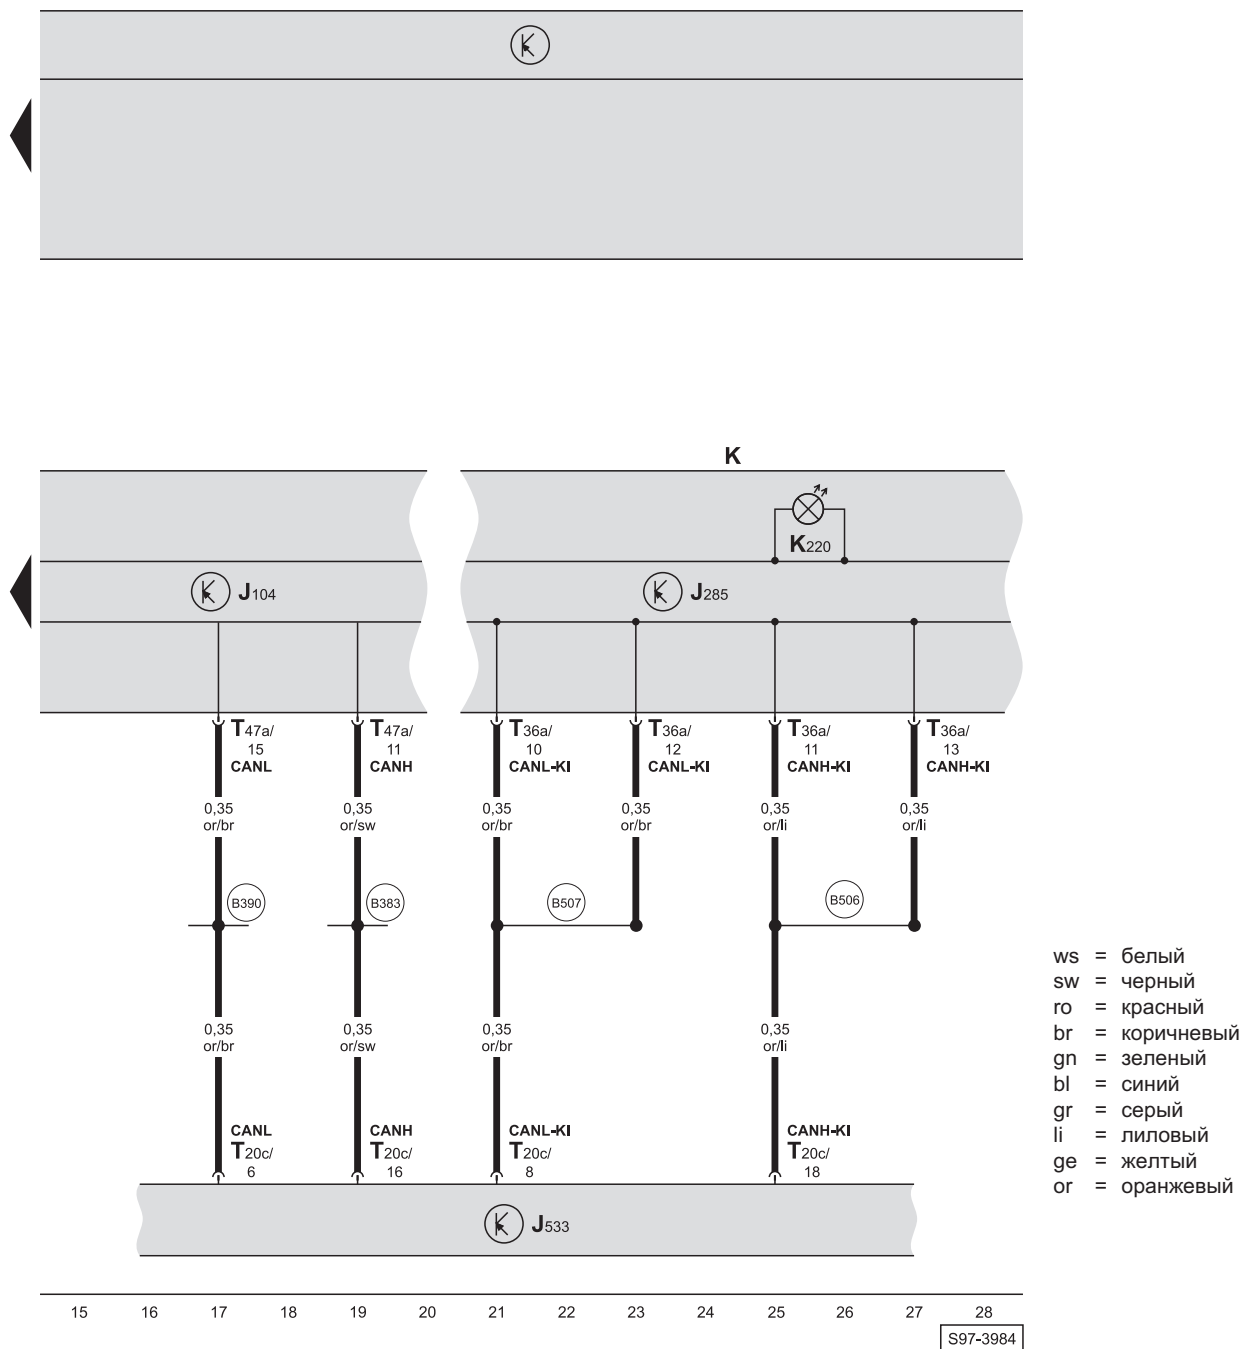 K
K220
J104
J285
T47a/
15
CANL
T47a/
11
CANH
T36a/
10
CANL-KI
T36a/
12
CANL-KI
T36a/
11
CANH-KI
T36a/
13
CANH-KI
0,35
or/br
0,35
or/sw
0,35
or/br
0,35
or/br
0,35
or/li
0,35
or/li
B390
B383
B507
B506
0,35
or/br
0,35
or/sw
0,35
or/br
0,35
or/li
CANL
T20c/
6
CANH
T20c/
16
CANL-KI
T20c/
8
CANH-KI
T20c/
18
J533
ws = белый
sw = черный
ro = красный
br = коричневый
gn = зеленый
bl = синий
gr = серый
li = лиловый
ge = желтый
or = оранжевый
15 16 17 18 19 20 21 22 23 24 25 26 27 28
S97-3984